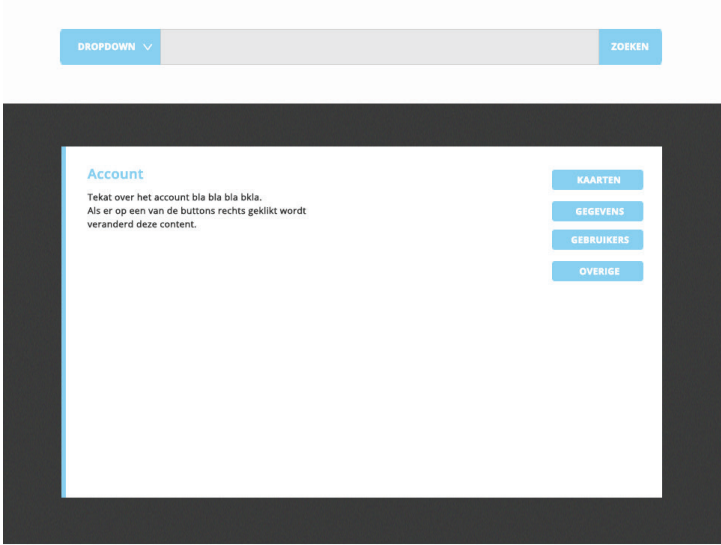 DROPDOWN
ZOEKEN
Account
Tekat over het account bla bla bla bkla.
Als er op een van de buttons rechts geklikt wordt
veranderd deze content.
KAARTEN
GEGEVENS
GEBRUIKERS
OVERIGE